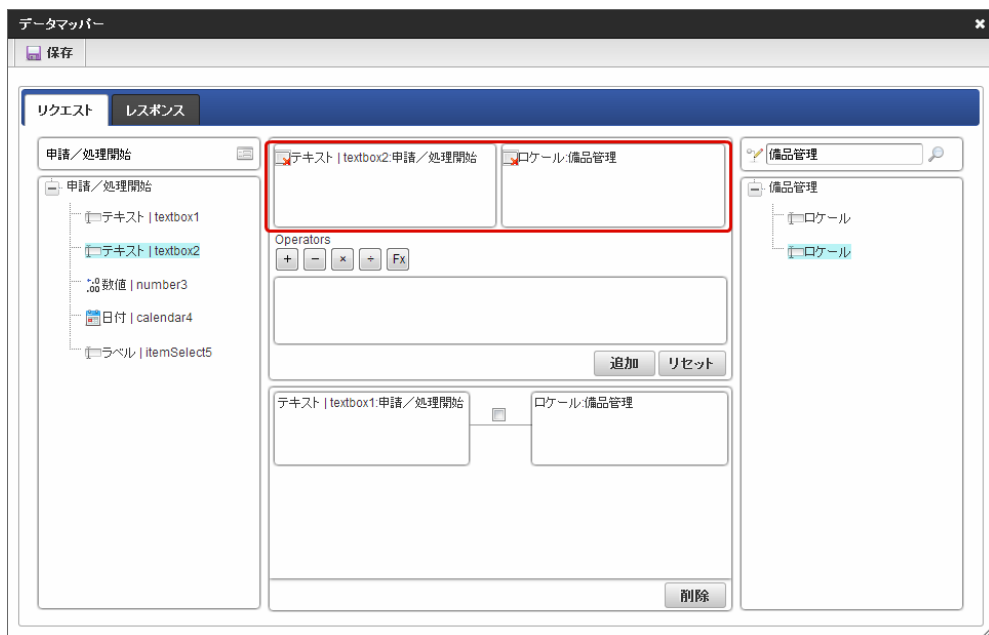 データマッパー
保存
リクエスト
レスポンス
申請／処理開始
申請／処理開始
テキスト | textbox1
テキスト | textbox2
数値 | number3
日付 | calendar4
ラベル | itemSelect5
テキスト | textbox2:申請／処理開始
ロケール:備品管理
Operators
+ − × ÷ Fx
追加
リセット
テキスト | textbox1:申請／処理開始
ロケール:備品管理
削除
備品管理
備品管理
ロケール
ロケール